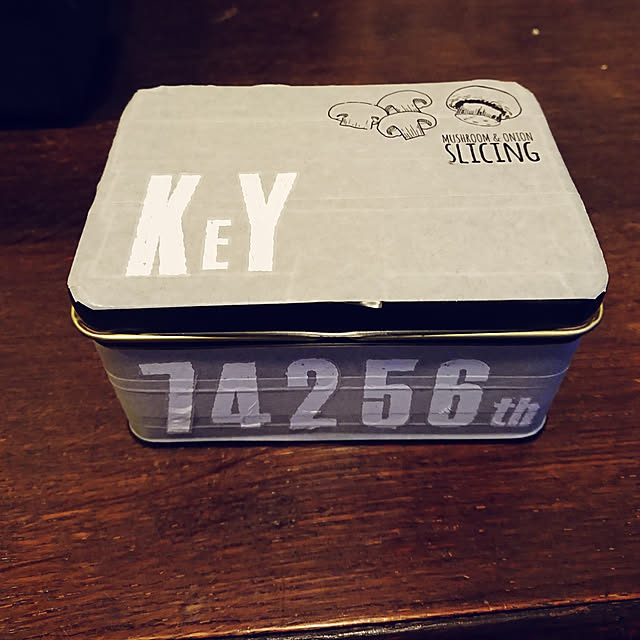 MUSHROOM & ONION
SLICING
KEY
74256th